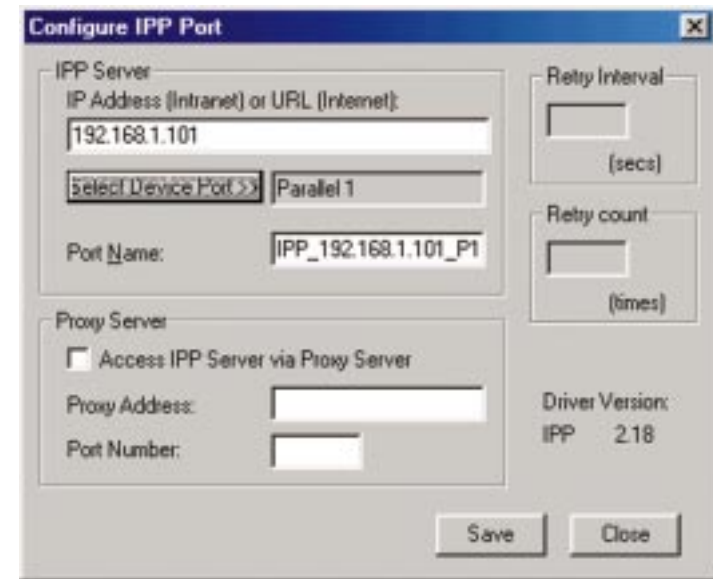 Configure IPP Port
IPP Server
IP Address (Intranet) or URL (Internet):
192.168.1.101
Select Device Port >>
Parallel 1
Port Name:
IPP_192.168.1.101_P1
Retry Interval
(secs)
Retry count
(times)
Proxy Server
Access IPP Server via Proxy Server
Proxy Address:
Port Number:
Driver Version:
IPP 2.18
Save
Close